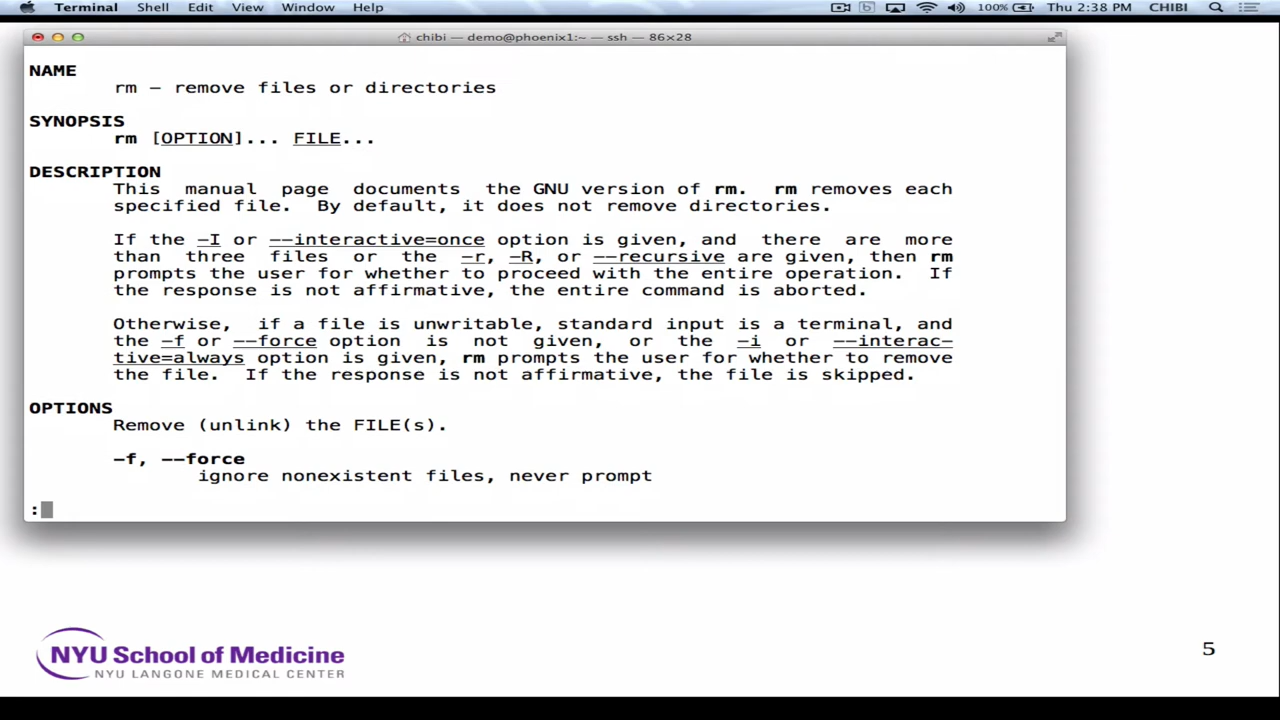 Terminal Shell Edit View Window Help 100% Thu 2:38 PM CHIBI
chibi — demo@phoenix1:~ — ssh — 86×28
NAME
rm – remove files or directories
SYNOPSIS
rm [OPTION]... FILE...
DESCRIPTION
This manual page documents the GNU version of rm. rm removes each
specified file. By default, it does not remove directories.
If the –I or ––interactive=once option is given, and there are more
than three files or the –r, –R, or ––recursive are given, then rm
prompts the user for whether to proceed with the entire operation. If
the response is not affirmative, the entire command is aborted.
Otherwise, if a file is unwritable, standard input is a terminal, and
the –f or ––force option is not given, or the –i or ––interac–
tive=always option is given, rm prompts the user for whether to remove
the file. If the response is not affirmative, the file is skipped.
OPTIONS
Remove (unlink) the FILE(s).
–f, ––force
ignore nonexistent files, never prompt
:
NYU School of Medicine
NYU LANGONE MEDICAL CENTER
5